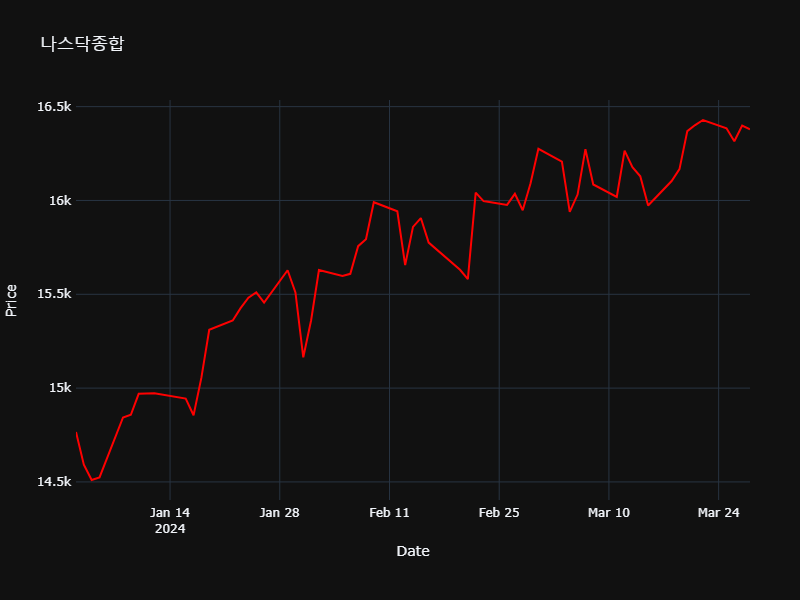 나스닥종합
16.5k
16k
15.5k
15k
14.5k
Price
Jan 14
2024
Jan 28
Feb 11
Feb 25
Mar 10
Mar 24
Date